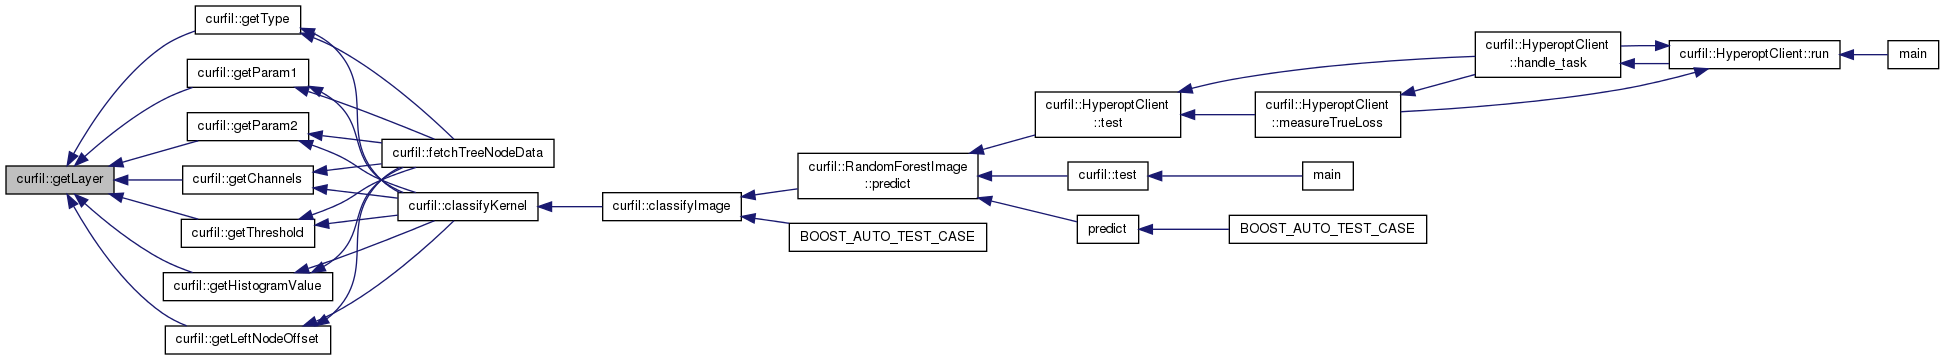 curfil::getLayer
curfil::getType
curfil::getParam1
curfil::getParam2
curfil::getChannels
curfil::getThreshold
curfil::getHistogramValue
curfil::getLeftNodeOffset
curfil::fetchTreeNodeData
curfil::classifyKernel
curfil::classifyImage
curfil::RandomForestImage
::predict
BOOST_AUTO_TEST_CASE
curfil::HyperoptClient
::test
curfil::test
predict
curfil::HyperoptClient
::measureTrueLoss
main
BOOST_AUTO_TEST_CASE
curfil::HyperoptClient
::handle_task
curfil::HyperoptClient::run
main